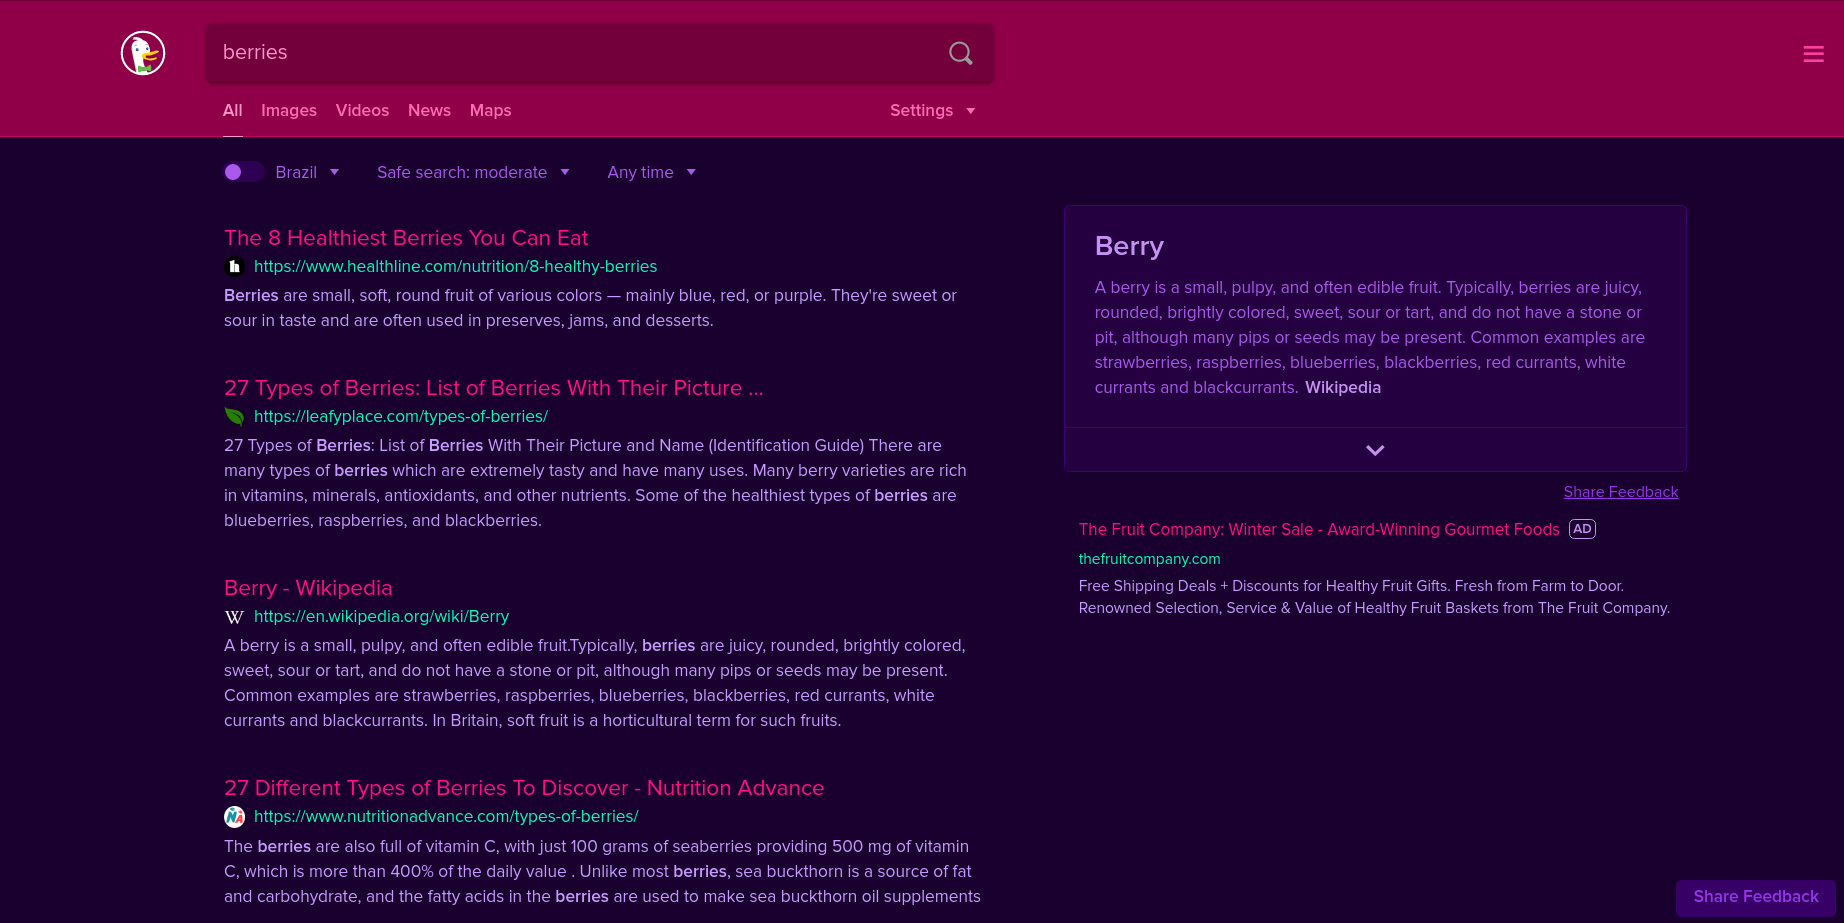 berries
All Images Videos News Maps Settings
Brazil Safe search: moderate Any time
The 8 Healthiest Berries You Can Eat
https://www.healthline.com/nutrition/8-healthy-berries
Berries are small, soft, round fruit of various colors — mainly blue, red, or purple. They're sweet or
sour in taste and are often used in preserves, jams, and desserts.
27 Types of Berries: List of Berries With Their Picture ...
https://leafyplace.com/types-of-berries/
27 Types of Berries: List of Berries With Their Picture and Name (Identification Guide) There are
many types of berries which are extremely tasty and have many uses. Many berry varieties are rich
in vitamins, minerals, antioxidants, and other nutrients. Some of the healthiest types of berries are
blueberries, raspberries, and blackberries.
Berry - Wikipedia
W https://en.wikipedia.org/wiki/Berry
A berry is a small, pulpy, and often edible fruit.Typically, berries are juicy, rounded, brightly colored,
sweet, sour or tart, and do not have a stone or pit, although many pips or seeds may be present.
Common examples are strawberries, raspberries, blueberries, blackberries, red currants, white
currants and blackcurrants. In Britain, soft fruit is a horticultural term for such fruits.
27 Different Types of Berries To Discover - Nutrition Advance
NA https://www.nutritionadvance.com/types-of-berries/
The berries are also full of vitamin C, with just 100 grams of seaberries providing 500 mg of vitamin
C, which is more than 400% of the daily value . Unlike most berries, sea buckthorn is a source of fat
and carbohydrate, and the fatty acids in the berries are used to make sea buckthorn oil supplements
Berry
A berry is a small, pulpy, and often edible fruit. Typically, berries are juicy,
rounded, brightly colored, sweet, sour or tart, and do not have a stone or
pit, although many pips or seeds may be present. Common examples are
strawberries, raspberries, blueberries, blackberries, red currants, white
currants and blackcurrants. Wikipedia
Share Feedback
The Fruit Company: Winter Sale - Award-Winning Gourmet Foods AD
thefruitcompany.com
Free Shipping Deals + Discounts for Healthy Fruit Gifts. Fresh from Farm to Door.
Renowned Selection, Service & Value of Healthy Fruit Baskets from The Fruit Company.
Share Feedback